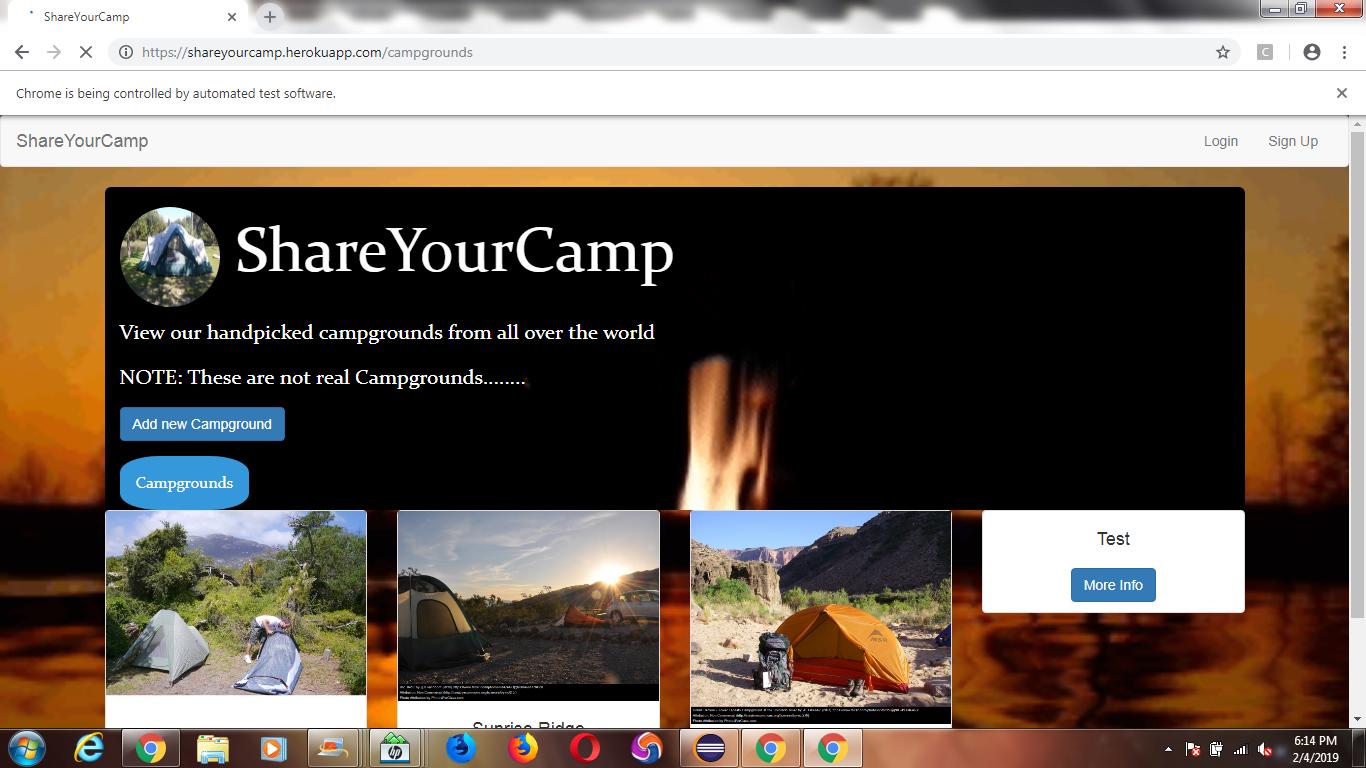 ShareYourCamp
https://shareyourcamp.herokuapp.com/campgrounds
C
Chrome is being controlled by automated test software.
ShareYourCamp
Login
Sign Up
ShareYourCamp
View our handpicked campgrounds from all over the world
NOTE: These are not real Campgrounds........
Add new Campground
Campgrounds
Test
More Info
Sunrise Ridge
6:14 PM
2/4/2019